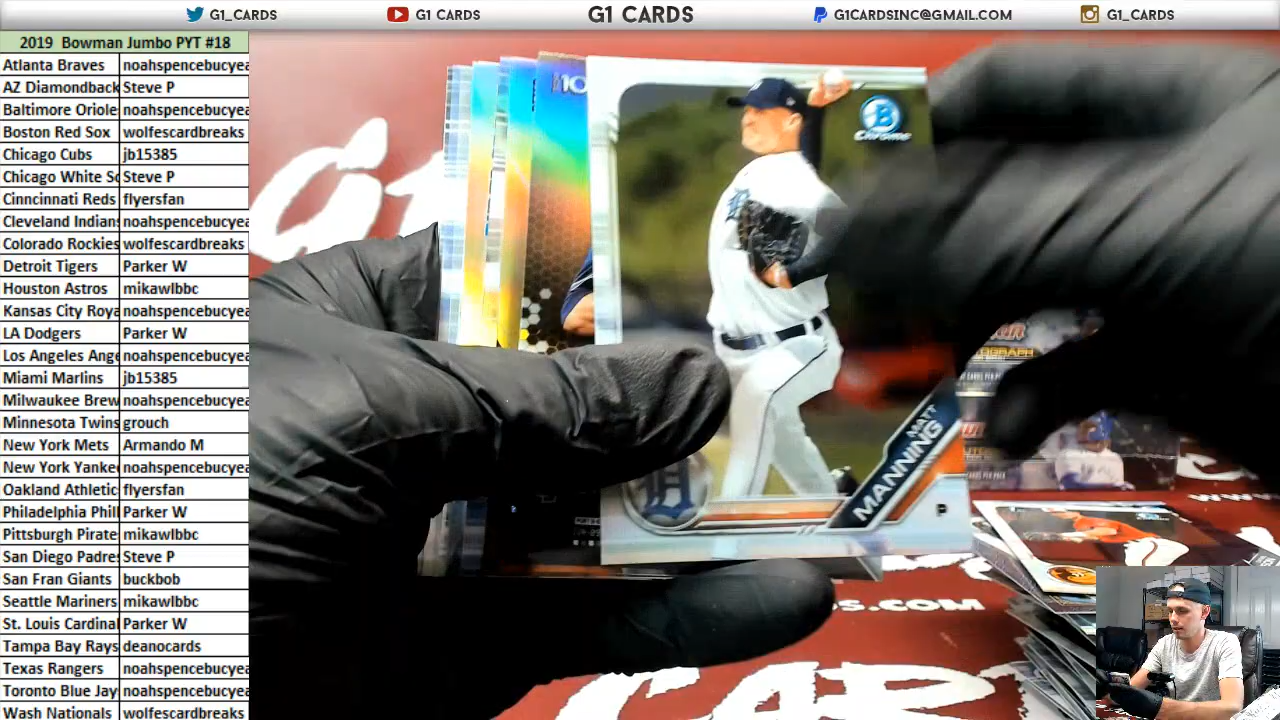 G1_CARDS
G1 CARDS
G1 CARDS
G1CARDSINC@GMAIL.COM
G1_CARDS
2019 Bowman Jumbo PYT #18
Atlanta Braves noahspencebucyea
AZ Diamondback Steve P
Baltimore Oriole noahspencebucyea
Boston Red Sox wolfescardbreaks
Chicago Cubs jb15385
Chicago White So Steve P
Cinncinnati Reds flyersfan
Cleveland Indian noahspencebucyea
Colorado Rockies wolfescardbreaks
Detroit Tigers Parker W
Houston Astros mikawlbbc
Kansas City Roya noahspencebucyea
LA Dodgers Parker W
Los Angeles Ange noahspencebucyea
Miami Marlins jb15385
Milwaukee Brew noahspencebucyea
Minnesota Twins grouch
New York Mets Armando M
New York Yanke noahspencebucyea
Oakland Athletic flyersfan
Philadelphia Phill Parker W
Pittsburgh Pirate mikawlbbc
San Diego Padre Steve P
San Fran Giants buckbob
Seattle Mariners mikawlbbc
St. Louis Cardinal Parker W
Tampa Bay Rays deanocards
Texas Rangers noahspencebucyea
Toronto Blue Jay noahspencebucyea
Wash Nationals wolfescardbreaks
B
Chrome
MATT
MANNING
P
D
.COM